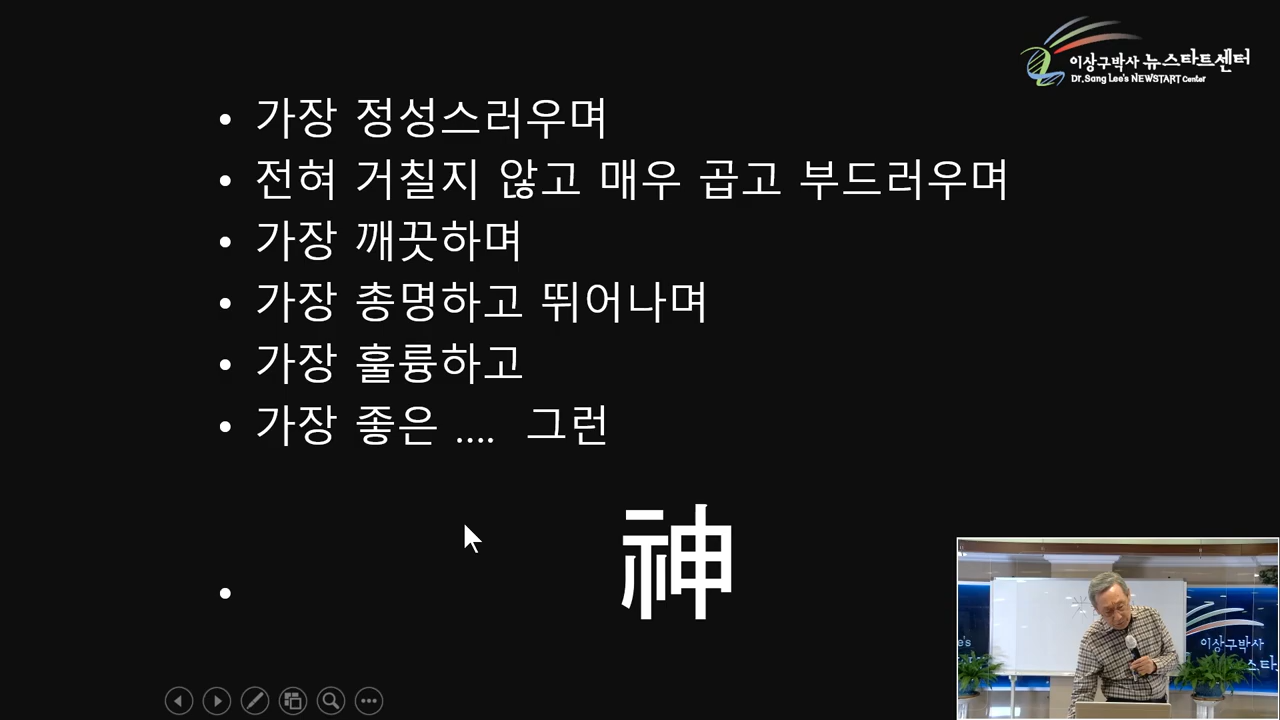 이상구박사 뉴스타트센터
Dr. Sang Lee's NEWSTART Center
• 가장 정성스러우며
• 전혀 거칠지 않고 매우 곱고 부드러우며
• 가장 깨끗하며
• 가장 총명하고 뛰어나며
• 가장 훌륭하고
• 가장 좋은 .... 그런
• 神
이상구박사